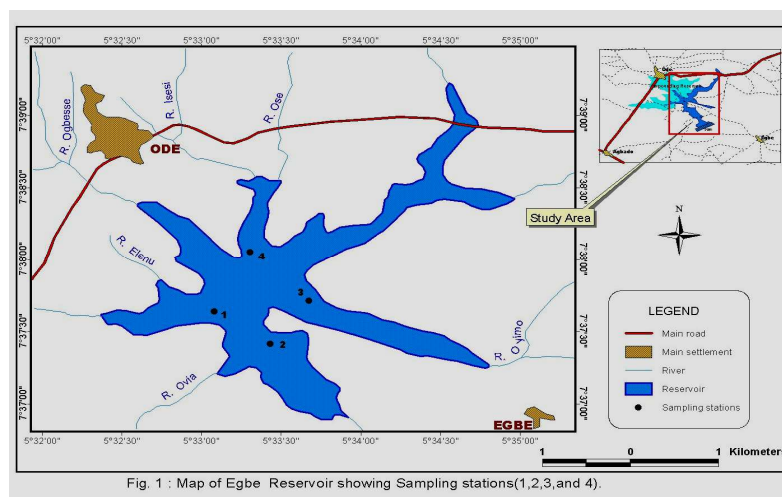 5°32'00" 5°32'30" 5°33'00" 5°33'30" 5°34'00" 5°34'30" 5°35'00"
7°39'00"
7°38'30"
7°38'00"
7°37'30"
7°37'00"
7°39'00"
7°38'30"
7°38'00"
7°37'30"
7°37'00"
R. Ogbesse
R. Isesi
R. Ose
ODE
R. Elenu
4
3
1
2
R. Oyimo
R. Ovia
EGBE
5°32'00" 5°32'30" 5°33'00" 5°33'30" 5°34'00" 5°34'30" 5°35'00"
Ode
Egbe
Agbado
Study Area
N
LEGEND
Main road
Main settlement
River
Reservoir
Sampling stations
1 0 1 Kilometers
Fig. 1 : Map of Egbe Reservoir showing Sampling stations(1,2,3,and 4).